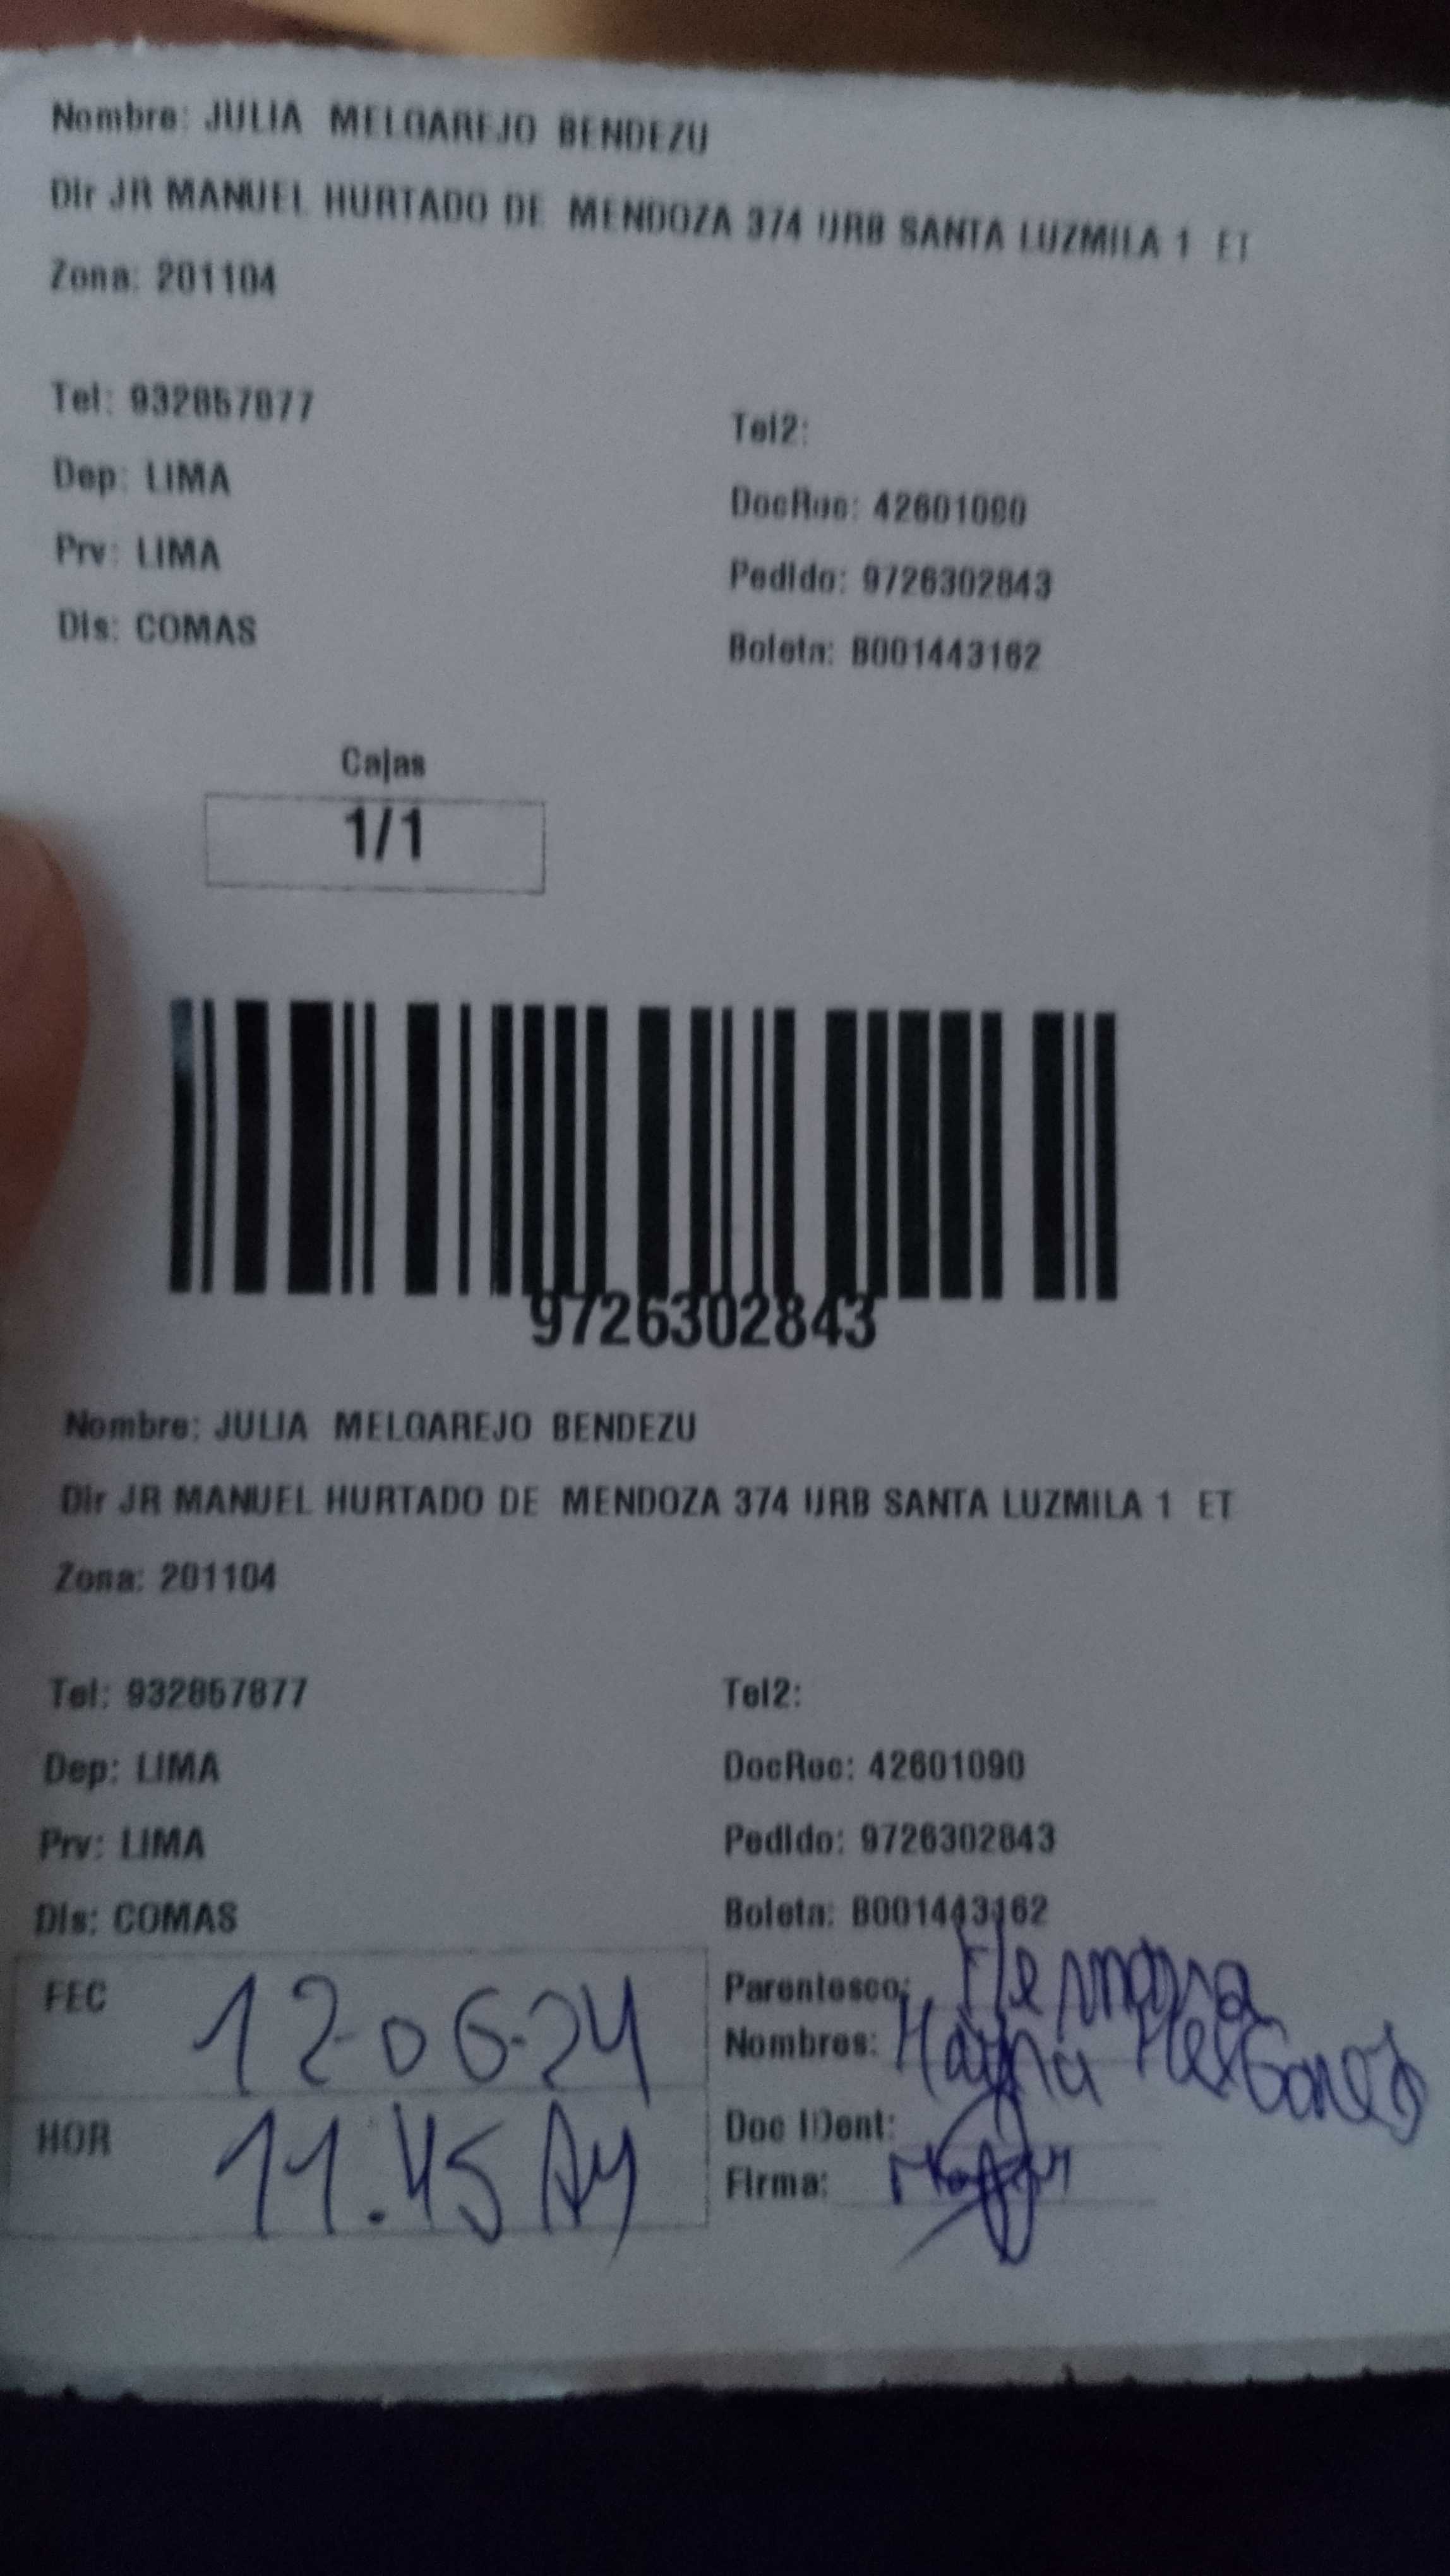 Nombre: JULIA MELGAREJO BENDEZU
Dir JR MANUEL HURTADO DE MENDOZA 374 URB SANTA LUZMILA 1 ET
Zona: 201104
Tel: 932857877
Tel2:
Dep: LIMA
DocRuc: 42601090
Prv: LIMA
Pedido: 9726302843
Dis: COMAS
Boleta: B001443162
Cajas
1/1
9726302843
Nombre: JULIA MELGAREJO BENDEZU
Dir JR MANUEL HURTADO DE MENDOZA 374 URB SANTA LUZMILA 1 ET
Zona: 201104
Tel: 932857877
Tel2:
Dep: LIMA
DocRuc: 42601090
Prv: LIMA
Pedido: 9726302843
Dis: COMAS
Boleta: B001443162
FEC 12-06-24
Parentesco: Hermana
Nombres: Melgarejo
HOR 11.45 AM
Doc IDent:
Firma: